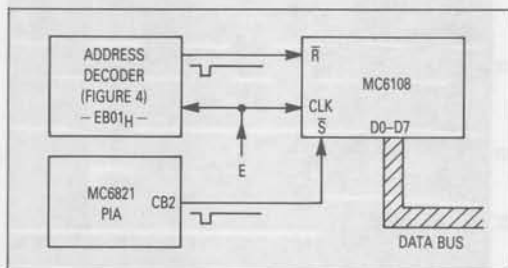 ADDRESS
DECODER
(FIGURE 4)
– EB01H –
R̅
MC6108
CLK
S̅
D0–D7
E
MC6821
PIA
CB2
DATA BUS